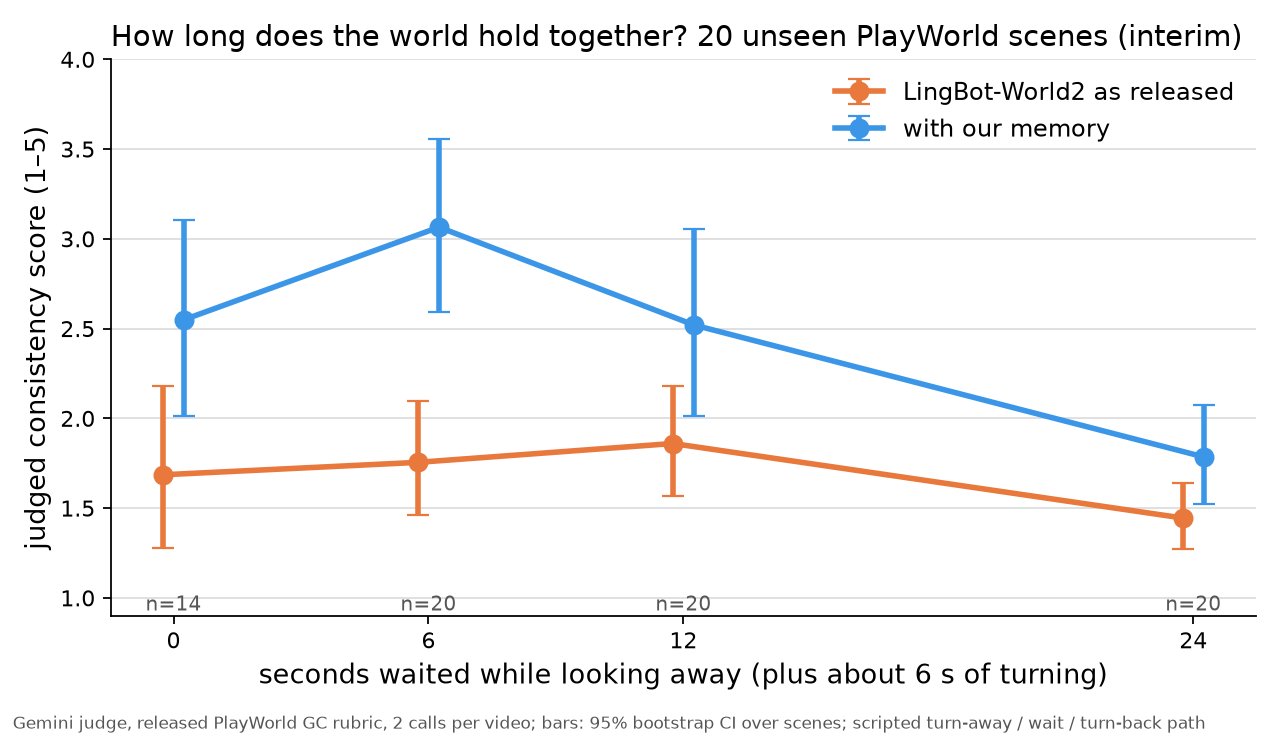 How long does the world hold together? 20 unseen PlayWorld scenes (interim)
LingBot-World2 as released
with our memory
judged consistency score (1–5)
4.0
3.5
3.0
2.5
2.0
1.5
1.0
n=14
n=20
n=20
n=20
0
6
12
24
seconds waited while looking away (plus about 6 s of turning)
Gemini judge, released PlayWorld GC rubric, 2 calls per video; bars: 95% bootstrap CI over scenes; scripted turn-away / wait / turn-back path